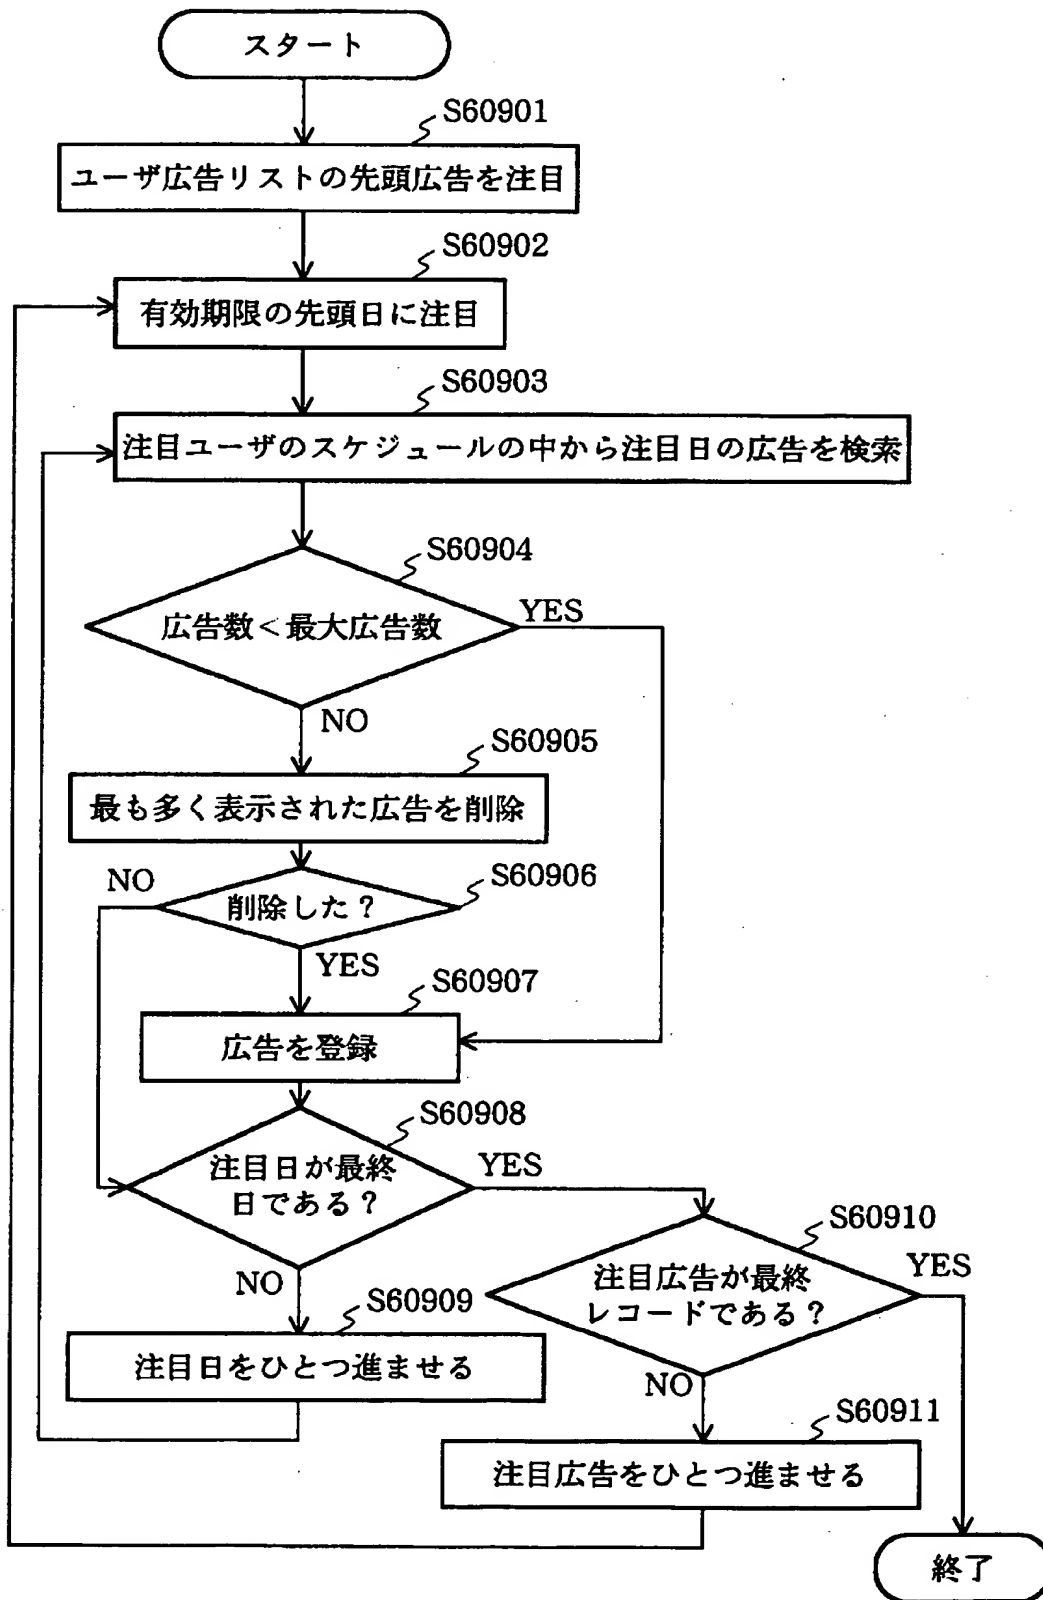 スタート
S60901
ユーザ広告リストの先頭広告を注目
S60902
有効期限の先頭日に注目
S60903
注目ユーザのスケジュールの中から注目日の広告を検索
S60904
広告数<最大広告数
YES
NO
S60905
最も多く表示された広告を削除
S60906
NO
削除した?
YES
S60907
広告を登録
S60908
注目日が最終
日である?
YES
NO
S60909
注目日をひとつ進ませる
S60910
注目広告が最終
レコードである?
YES
NO
S60911
注目広告をひとつ進ませる
終了